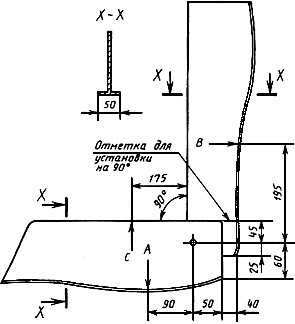 X-X
50
X
X
Отметка для
установки
на 90°
B
175
90°
195
X
45
A
C
25
60
X
90
50
40